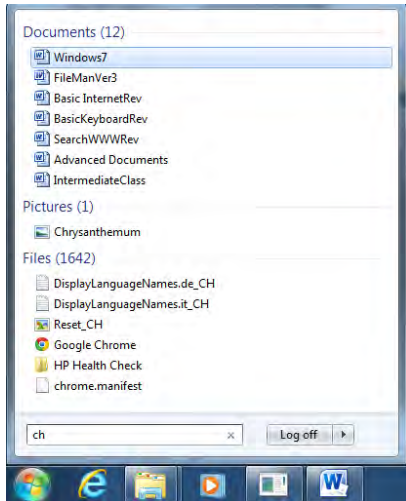 Documents (12)
Windows7
FileManVer3
Basic InternetRev
BasicKeyboardRev
SearchWWWRev
Advanced Documents
IntermediateClass
Pictures (1)
Chrysanthemum
Files (1642)
DisplayLanguageNames.de_CH
DisplayLanguageNames.it_CH
Reset_CH
Google Chrome
HP Health Check
chrome.manifest
ch
Log off